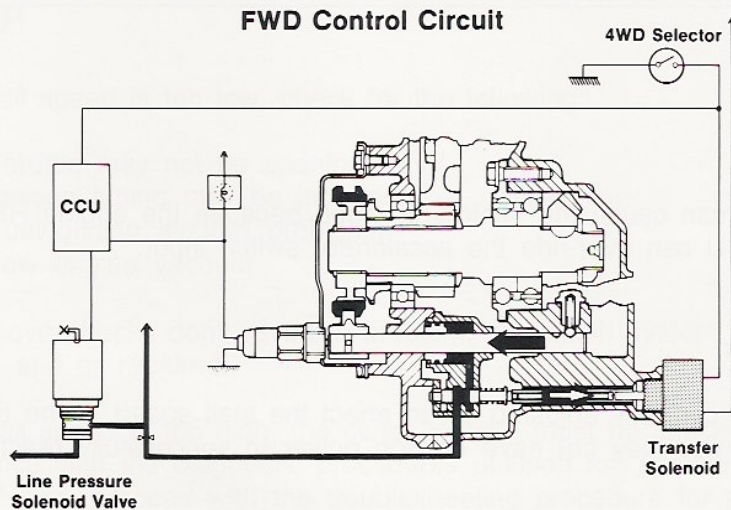 FWD Control Circuit
4WD Selector
CCU
Line Pressure
Solenoid Valve
Transfer
Solenoid